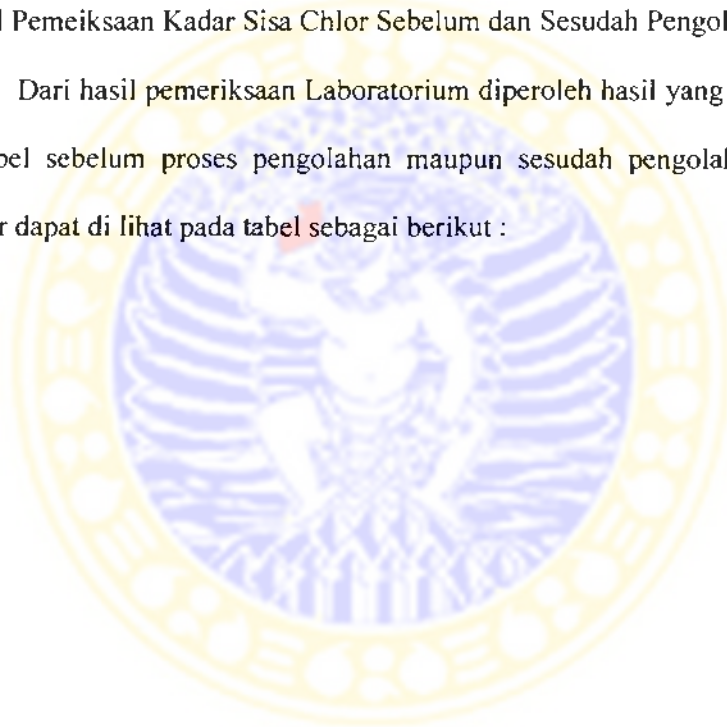 l Pemeiksaan Kadar Sisa Chlor Sebelum dan Sesudah Pengol
Dari hasil pemeriksaan Laboratorium diperoleh hasil yang
bel sebelum proses pengolahan maupun sesudah pengolal
r dapat di lihat pada tabel sebagai berikut :